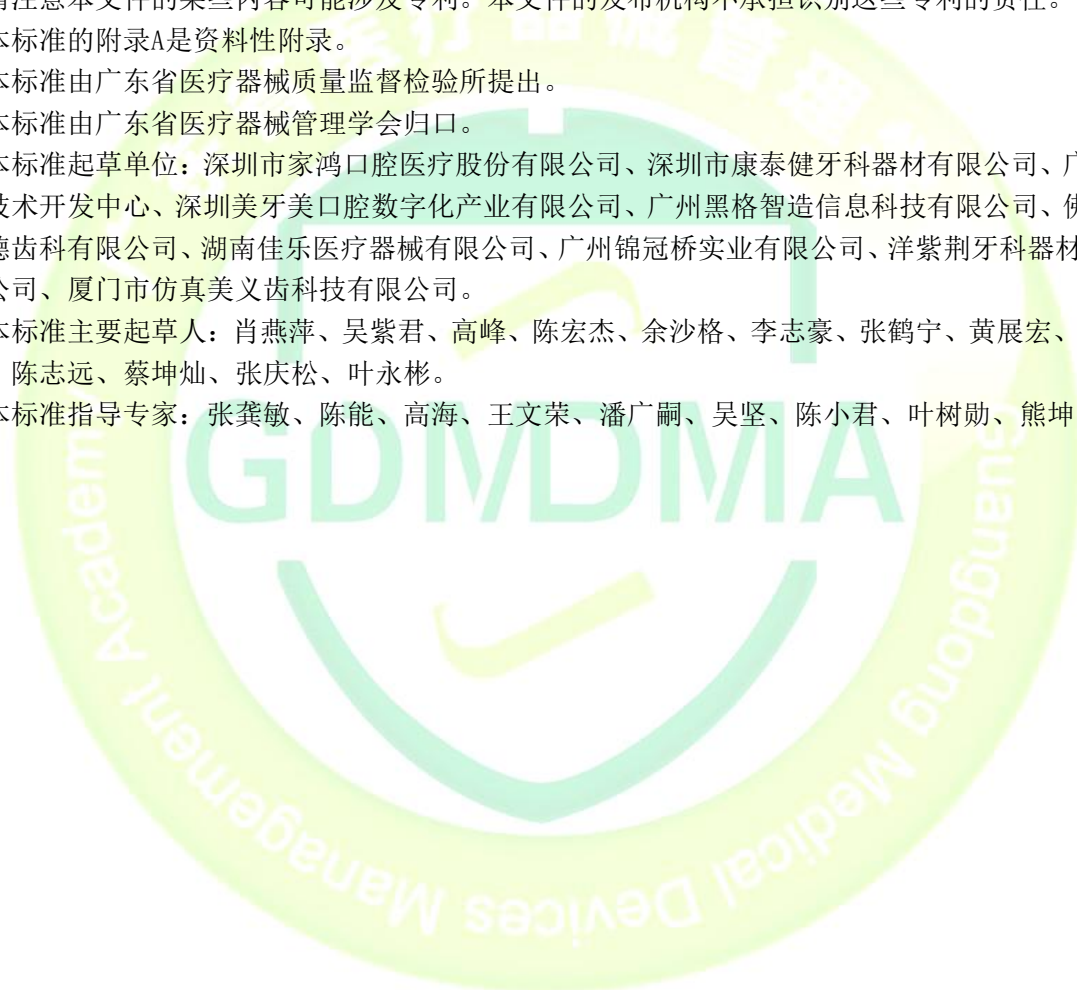 请注意本文件的某些内容可能涉及专利。本文件的发布机构不承担识别这些专利的责任。
本标准的附录A是资料性附录。
本标准由广东省医疗器械质量监督检验所提出。
本标准由广东省医疗器械管理学会归口。
本标准起草单位：深圳市家鸿口腔医疗股份有限公司、深圳市康泰健牙科器材有限公司、广
技术开发中心、深圳美牙美口腔数字化产业有限公司、广州黑格智造信息科技有限公司、佛
德齿科有限公司、湖南佳乐医疗器械有限公司、广州锦冠桥实业有限公司、洋紫荆牙科器材
公司、厦门市仿真美义齿科技有限公司。
本标准主要起草人：肖燕萍、吴紫君、高峰、陈宏杰、余沙格、李志豪、张鹤宁、黄展宏、
、陈志远、蔡坤灿、张庆松、叶永彬。
本标准指导专家：张龚敏、陈能、高海、王文荣、潘广嗣、吴坚、陈小君、叶树勋、熊坤
GDMDMA
Guangdong Medical Devices Management Academy